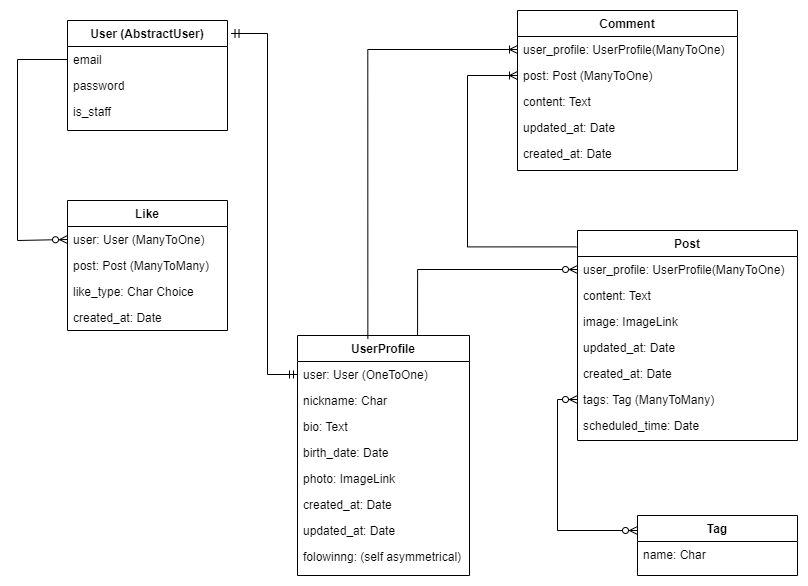 User (AbstractUser)
email
password
is_staff
Comment
user_profile: UserProfile(ManyToOne)
post: Post (ManyToOne)
content: Text
updated_at: Date
created_at: Date
Like
user: User (ManyToOne)
post: Post (ManyToMany)
like_type: Char Choice
created_at: Date
Post
user_profile: UserProfile(ManyToOne)
content: Text
image: ImageLink
updated_at: Date
created_at: Date
tags: Tag (ManyToMany)
scheduled_time: Date
UserProfile
user: User (OneToOne)
nickname: Char
bio: Text
birth_date: Date
photo: ImageLink
created_at: Date
updated_at: Date
folowinng: (self asymmetrical)
Tag
name: Char